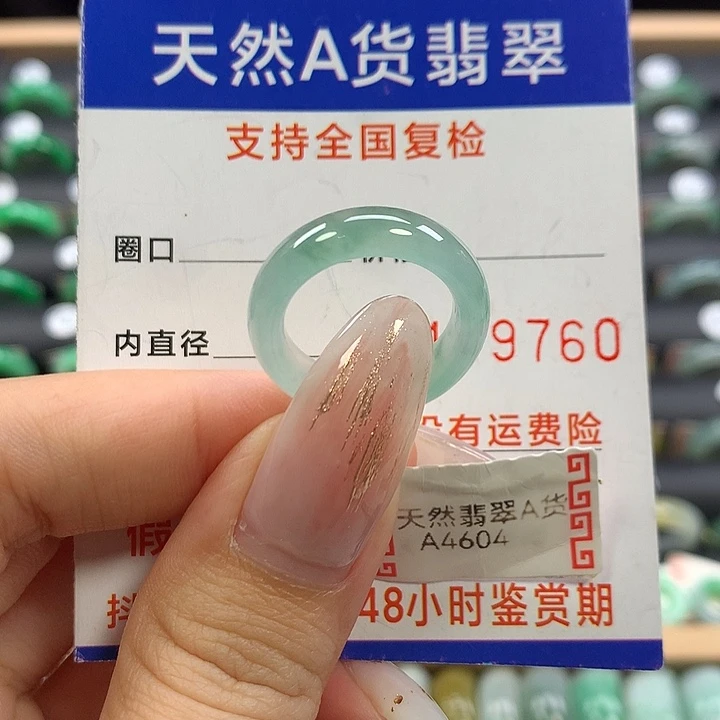 天然A货翡翠
支持全国复检
圈口
内直径
9760
有运费险
天然翡翠A货
A4604
假
抖
48小时鉴赏期